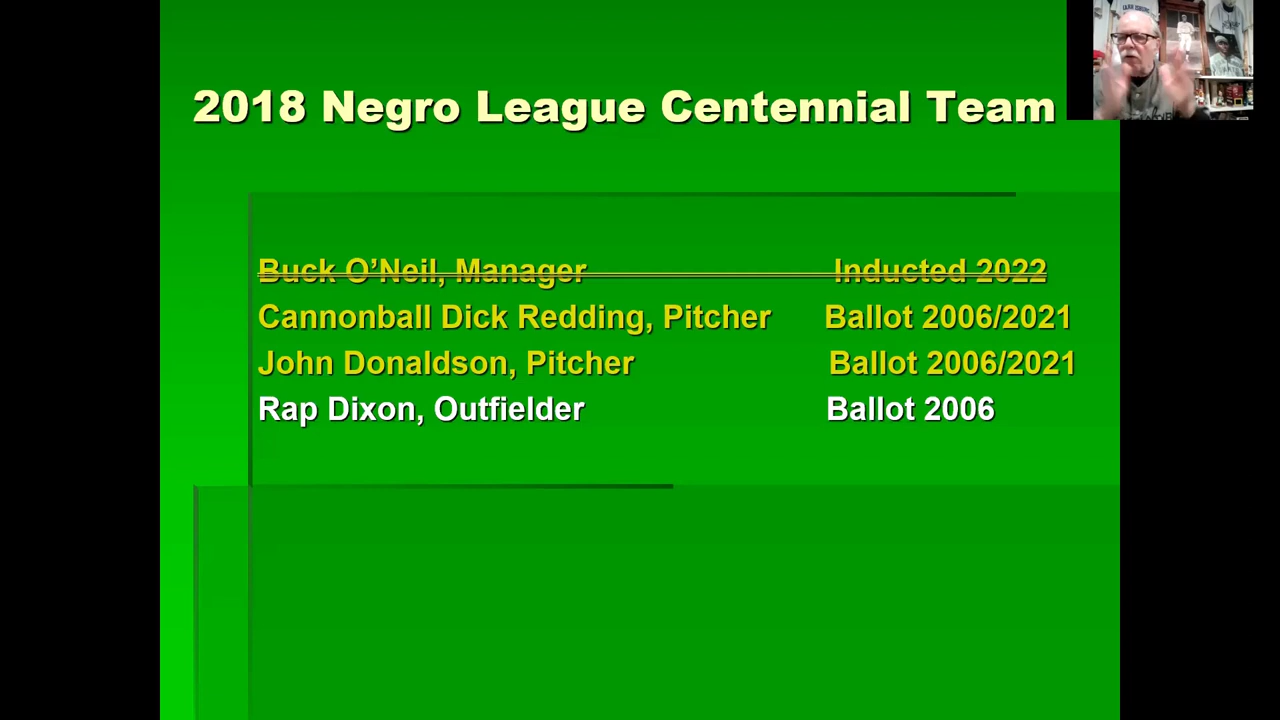 2018 Negro League Centennial Team
Buck O’Neil, Manager Inducted 2022
Cannonball Dick Redding, Pitcher Ballot 2006/2021
John Donaldson, Pitcher Ballot 2006/2021
Rap Dixon, Outfielder Ballot 2006